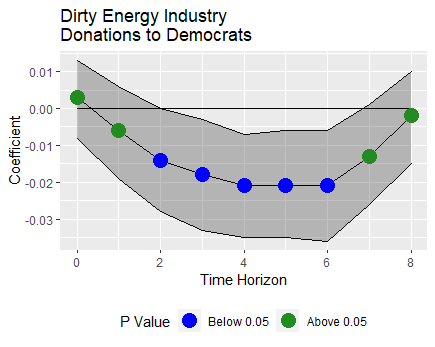 Dirty Energy Industry
Donations to Democrats
0.01
0.00
-0.01
-0.02
-0.03
Coefficient
0 2 4 6 8
Time Horizon
P Value Below 0.05 Above 0.05